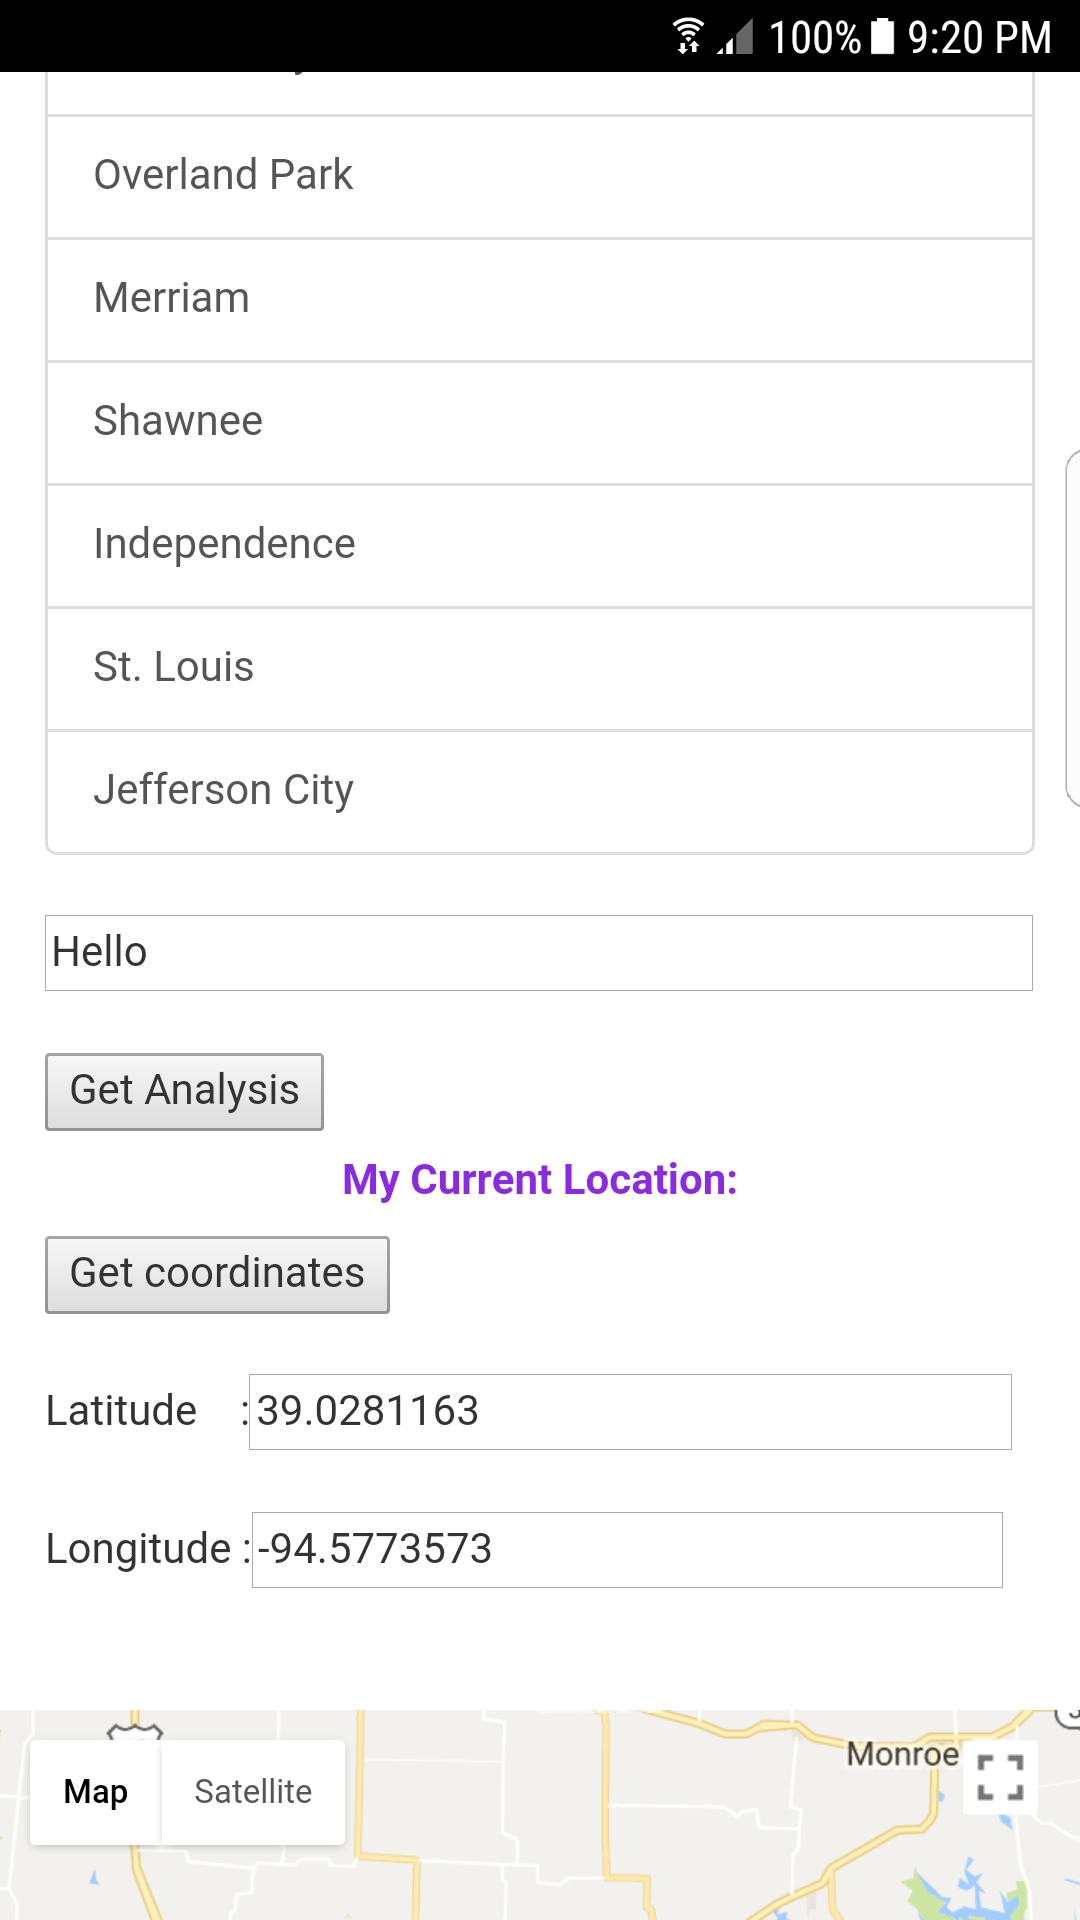 100% 9:20 PM
Overland Park
Merriam
Shawnee
Independence
St. Louis
Jefferson City
Hello
Get Analysis
My Current Location:
Get coordinates
Latitude :39.0281163
Longitude :-94.5773573
Map Satellite
Monroe